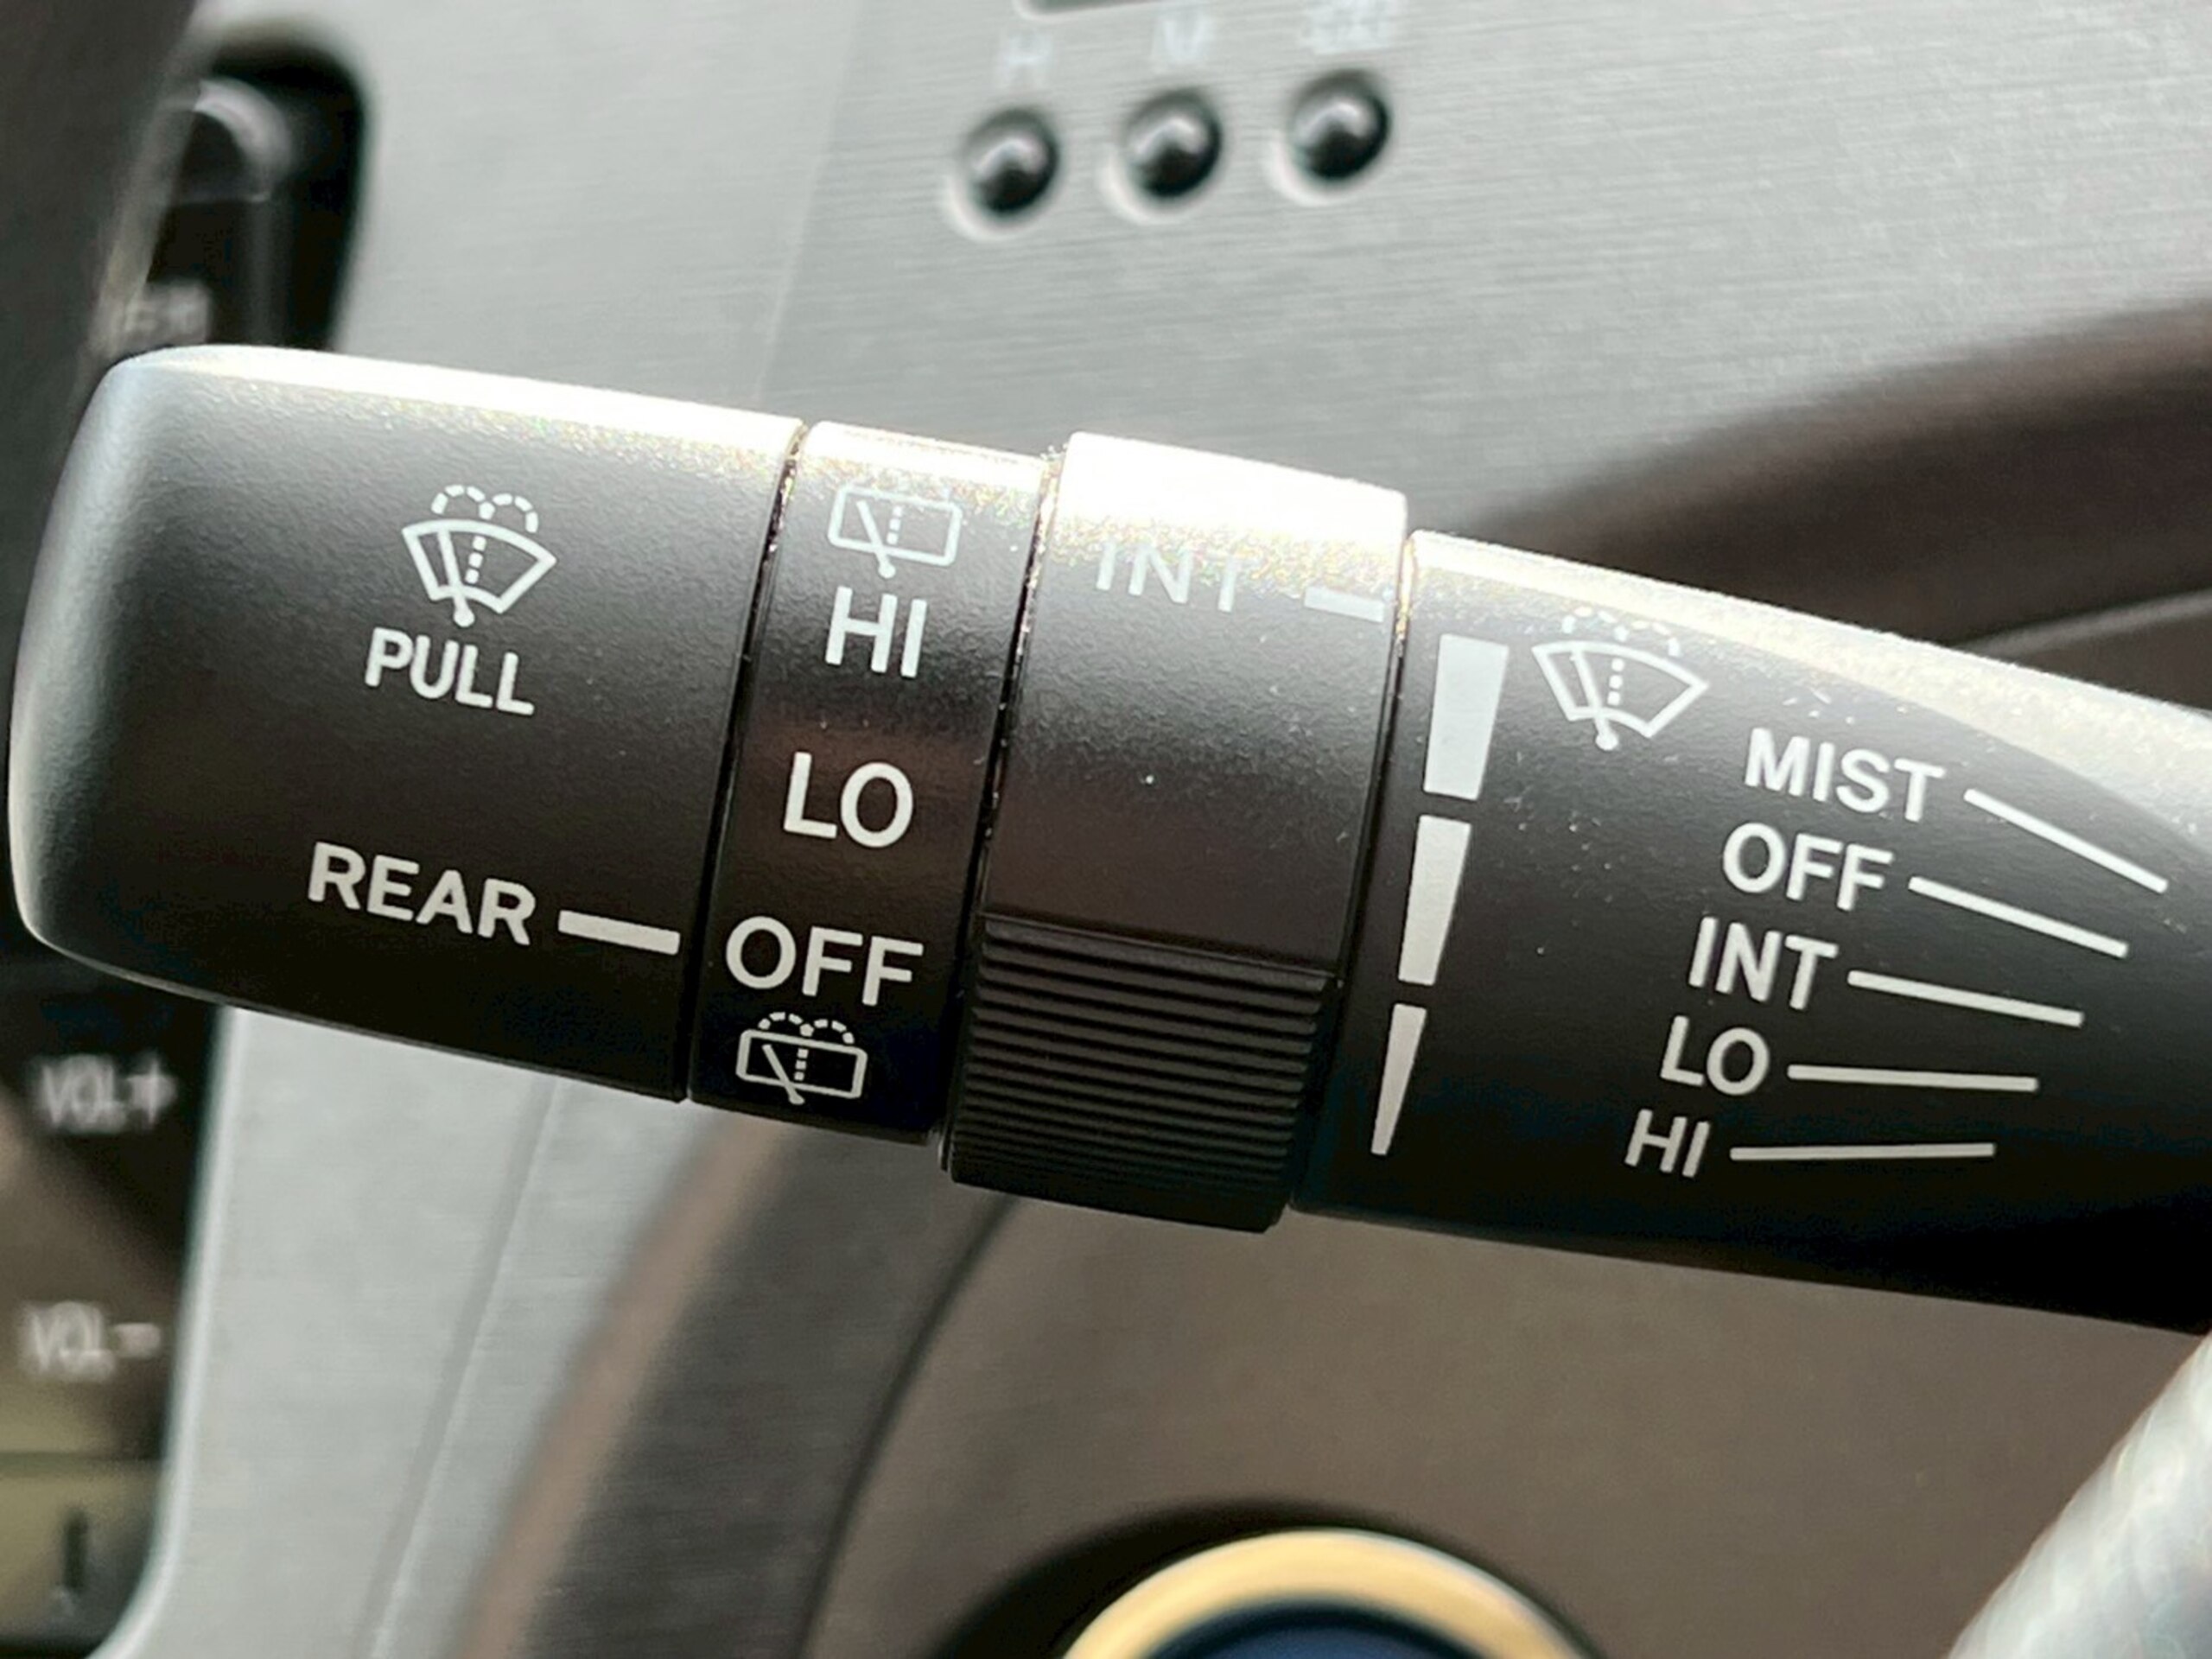 H M
PULL
REAR
HI
LO
OFF
INT
MIST
OFF
INT
LO
HI
VOL+
VOL-